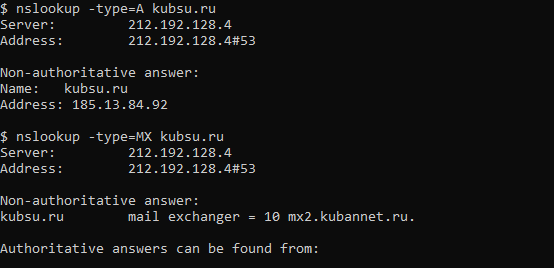 $ nslookup -type=A kubsu.ru
Server:         212.192.128.4
Address:        212.192.128.4#53

Non-authoritative answer:
Name:   kubsu.ru
Address: 185.13.84.92

$ nslookup -type=MX kubsu.ru
Server:         212.192.128.4
Address:        212.192.128.4#53

Non-authoritative answer:
kubsu.ru        mail exchanger = 10 mx2.kubannet.ru.

Authoritative answers can be found from: